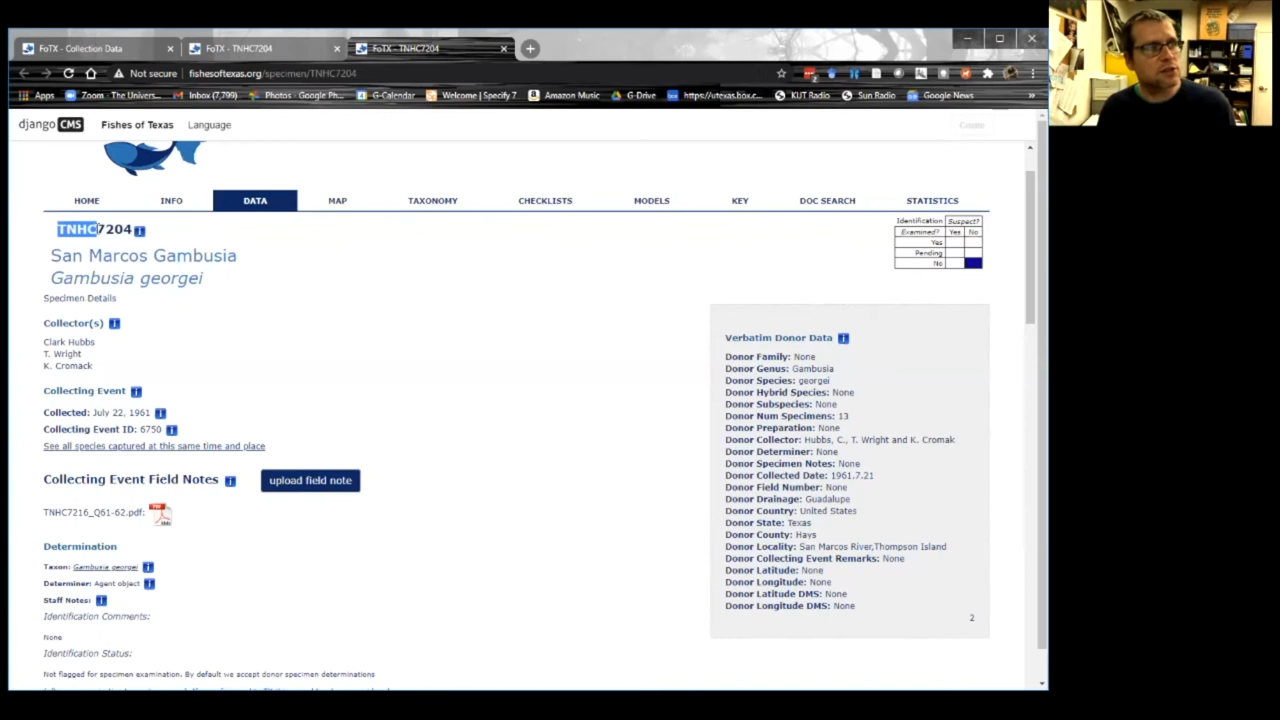 FoTX - Collection Data
FoTX - TNHC7204
FoTX - TNHC7204
Not secure
fishesoftexas.org/specimen/TNHC7204
Apps
Zoom - The Univers...
Inbox (7,799)
Photos - Google Ph...
G-Calendar
Welcome | Specify 7
Amazon Music
G-Drive
https://utexas.box.c...
KUT Radio
Sun Radio
Google News
»
django CMS
Fishes of Texas
Language
Create
HOME
INFO
DATA
MAP
TAXONOMY
CHECKLISTS
MODELS
KEY
DOC SEARCH
STATISTICS
TNHC7204
San Marcos Gambusia
Gambusia georgei
Specimen Details
Identification Suspect?
Examined? Yes No
Yes
Pending
No
Collector(s)
Clark Hubbs
T. Wright
K. Cromack
Collecting Event
Collected: July 22, 1961
Collecting Event ID: 6750
See all species captured at this same time and place
Collecting Event Field Notes
upload field note
TNHC7216_Q61-62.pdf:
Determination
Taxon: Gambusia georgei
Determiner: Agent object
Staff Notes:
Identification Comments:
None
Identification Status:
Not flagged for specimen examination. By default we accept donor specimen determinations
Verbatim Donor Data
Donor Family: None
Donor Genus: Gambusia
Donor Species: georgei
Donor Hybrid Species: None
Donor Subspecies: None
Donor Num Specimens: 13
Donor Preparation: None
Donor Collector: Hubbs, C., T. Wright and K. Cromak
Donor Determiner: None
Donor Specimen Notes: None
Donor Collected Date: 1961.7.21
Donor Field Number: None
Donor Drainage: Guadalupe
Donor Country: United States
Donor State: Texas
Donor County: Hays
Donor Locality: San Marcos River,Thompson Island
Donor Collecting Event Remarks: None
Donor Latitude: None
Donor Longitude: None
Donor Latitude DMS: None
Donor Longitude DMS: None
2